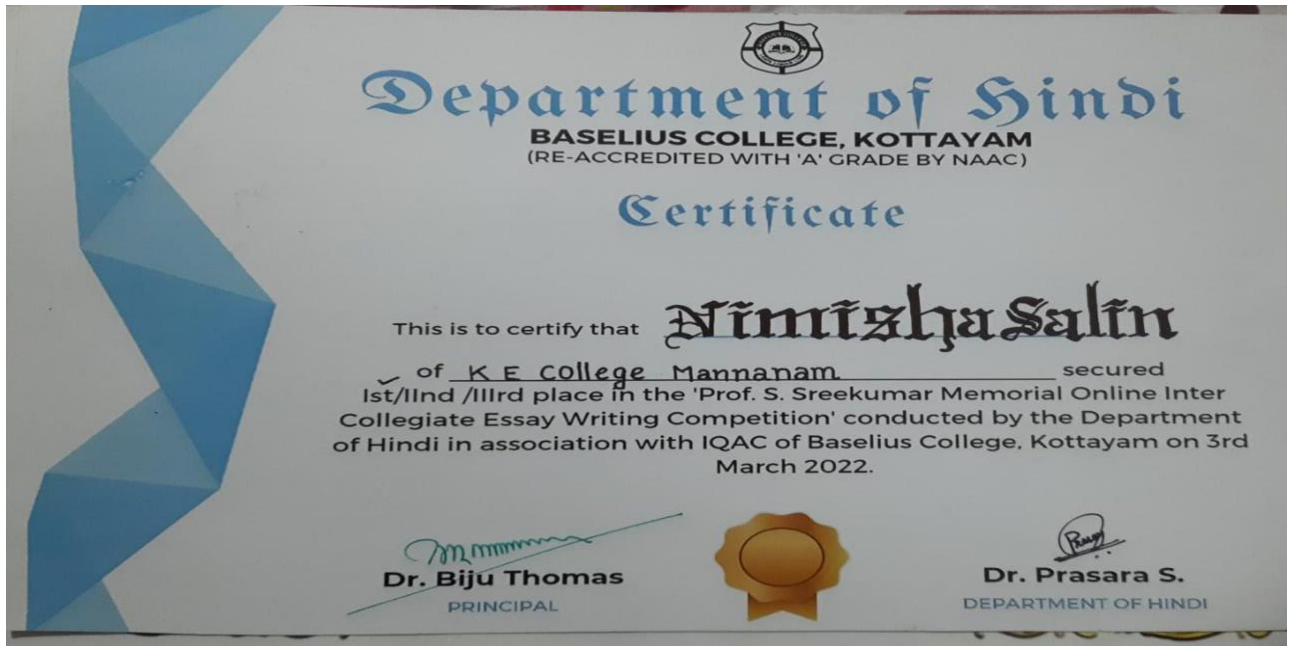 Department of Hindi
BASELIUS COLLEGE, KOTTAYAM
(RE-ACCREDITED WITH 'A' GRADE BY NAAC)
Certificate
This is to certify that Nimisha Salin
✓ of K E College Mannanam secured
Ist/IInd /IIIrd place in the 'Prof. S. Sreekumar Memorial Online Inter
Collegiate Essay Writing Competition' conducted by the Department
of Hindi in association with IQAC of Baselius College, Kottayam on 3rd
March 2022.
Dr. Biju Thomas
PRINCIPAL
Dr. Prasara S.
DEPARTMENT OF HINDI